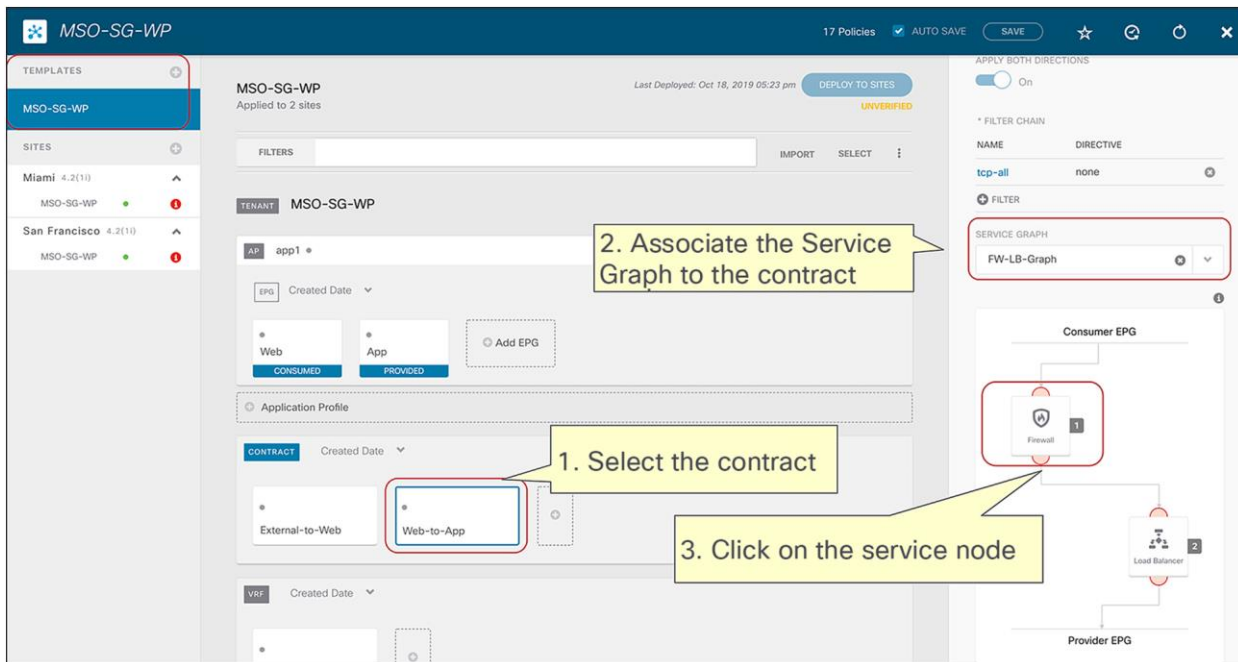 MSO-SG-WP
17 Policies
AUTO SAVE
SAVE
TEMPLATES
MSO-SG-WP
SITES
Miami 4.2(1i)
MSO-SG-WP
San Francisco 4.2(1i)
MSO-SG-WP
MSO-SG-WP
Applied to 2 sites
Last Deployed: Oct 18, 2019 05:23 pm
DEPLOY TO SITES
UNVERIFIED
FILTERS
IMPORT
SELECT
TENANT MSO-SG-WP
AP app1
EPG Created Date
Web
CONSUMED
App
PROVIDED
Add EPG
Application Profile
CONTRACT Created Date
External-to-Web
Web-to-App
VRF Created Date
1. Select the contract
2. Associate the Service
Graph to the contract
3. Click on the service node
APPLY BOTH DIRECTIONS
On
* FILTER CHAIN
NAME DIRECTIVE
tcp-all none
FILTER
SERVICE GRAPH
FW-LB-Graph
Consumer EPG
Firewall
1
Load Balancer
2
Provider EPG